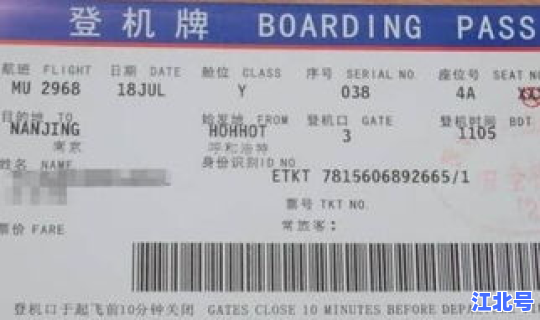 登机牌 BOARDING PASS
航班 FLIGHT 日期 DATE 舱位 CLASS 序号 SERIAL NO. 座位号 SEAT NO
MU 2968 18JUL Y 038 4A
目的地 TO 始发地 FROM 登机口 GATE 登机时间 BDT
NANJING HOHHOT 3 1105
南京 呼和浩特
姓名 NAME 身份识别 ID NO.
ETKT 7815606892665/1
票号 TKT NO.
票价 FARE 常旅客:
登机口于起飞前10分钟关闭 GATES CLOSE 10 MINUTES BEFORE DEPA
江北号